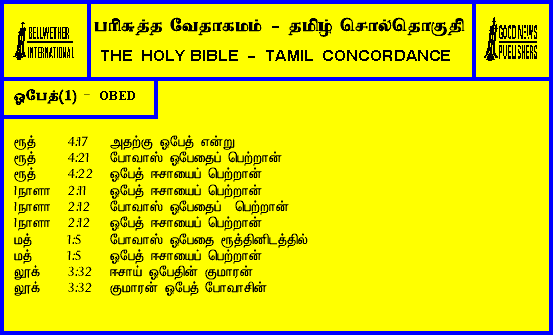 BELLWETHER
INTERNATIONAL
பரிசுத்த வேதாகமம் - தமிழ் சொல்தொகுதி
THE HOLY BIBLE - TAMIL CONCORDANCE
GOOD NEWS
PUBLISHERS
ஓபேத்(1) - OBED
ரூத் 4:17 அதற்கு ஓபேத் என்று
ரூத் 4:21 போவாஸ் ஓபேதைப் பெற்றான்
ரூத் 4:22 ஓபேத் ஈசாயைப் பெற்றான்
1நாளா 2:11 ஓபேத் ஈசாயைப் பெற்றான்
1நாளா 2:12 போவாஸ் ஓபேதைப் பெற்றான்
1நாளா 2:12 ஓபேத் ஈசாயைப் பெற்றான்
மத் 1:5 போவாஸ் ஓபேதை ரூத்தினிடத்தில்
மத் 1:5 ஓபேத் ஈசாயைப் பெற்றான்
லூக் 3:32 ஈசாய் ஓபேதின் குமாரன்
லூக் 3:32 குமாரன் ஓபேத் போவாசின்